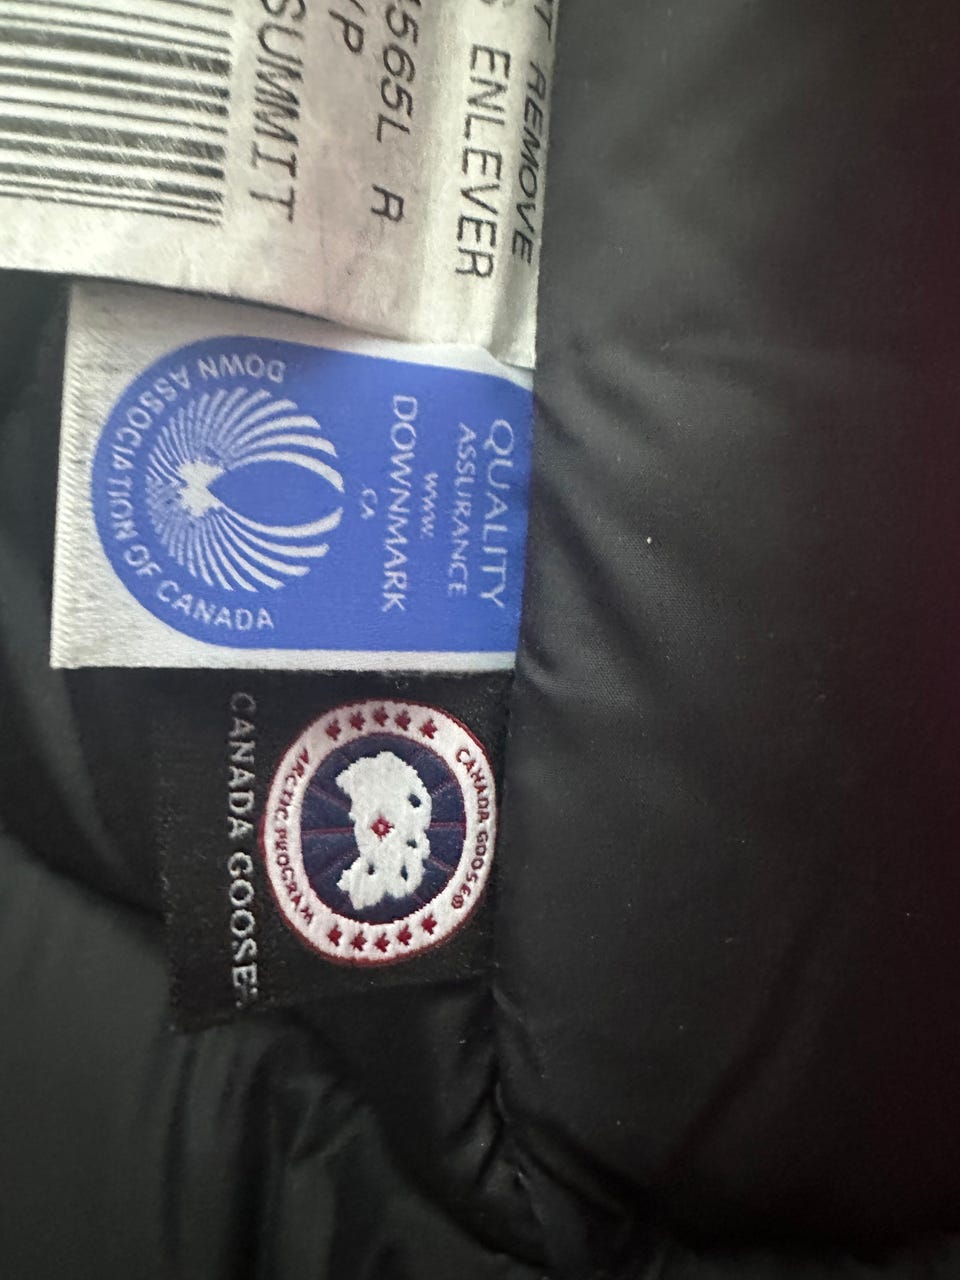 REMOVE
ENLEVER
565L R
SUMMIT
QUALITY
ASSURANCE
www.
DOWNMARK
.CA
DOWN ASSOCIATION OF CANADA
CANADA GOOSE®
ARCTIC PROGRAM
CANADA GOOSE